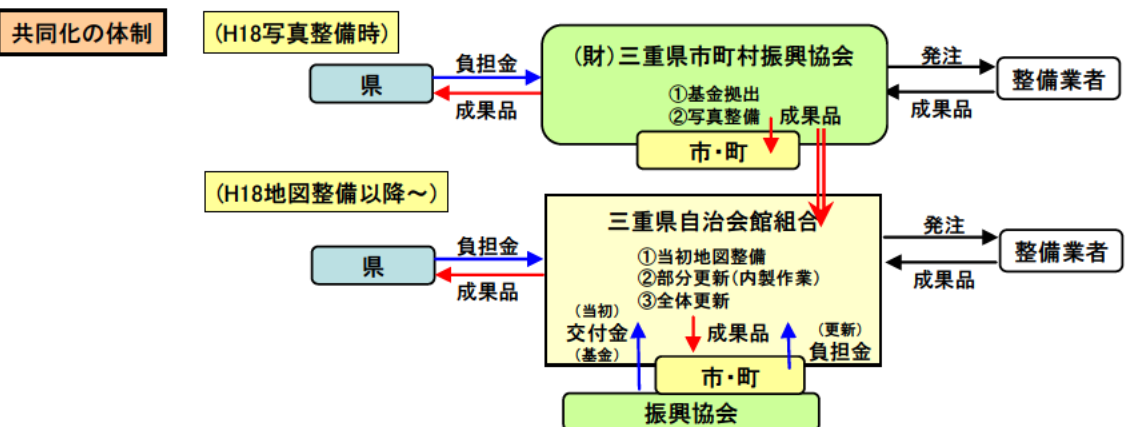 共同化の体制
(H18写真整備時)
県
負担金
成果品
(財)三重県市町村振興協会
①基金拠出
②写真整備
成果品
市・町
発注
成果品
整備業者
(H18地図整備以降～)
県
負担金
成果品
三重県自治会館組合
①当初地図整備
②部分更新(内製作業)
③全体更新
(当初)
交付金
(基金)
成果品
(更新)
負担金
市・町
振興協会
発注
成果品
整備業者